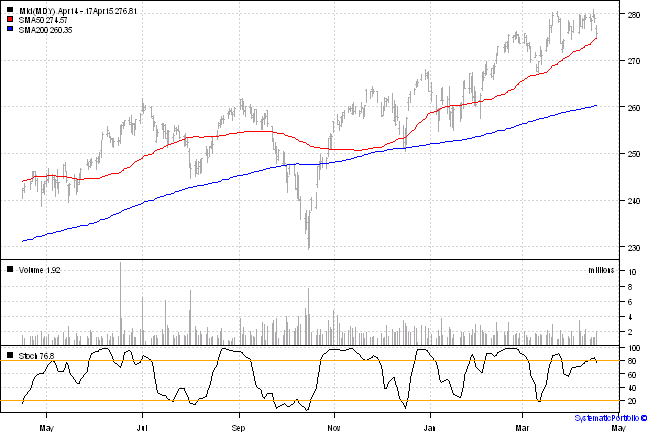 Mid(MDY) Apr14 - 17Apr15 276.81
SMA50 274.57
SMA200 260.35
280
270
260
250
240
230
Volume 1.92
millions
10
8
6
4
2
Stoch 76.8
100
80
60
40
20
May
Jul
Sep
Nov
Jan
Mar
May
SystematicPortfolio ©